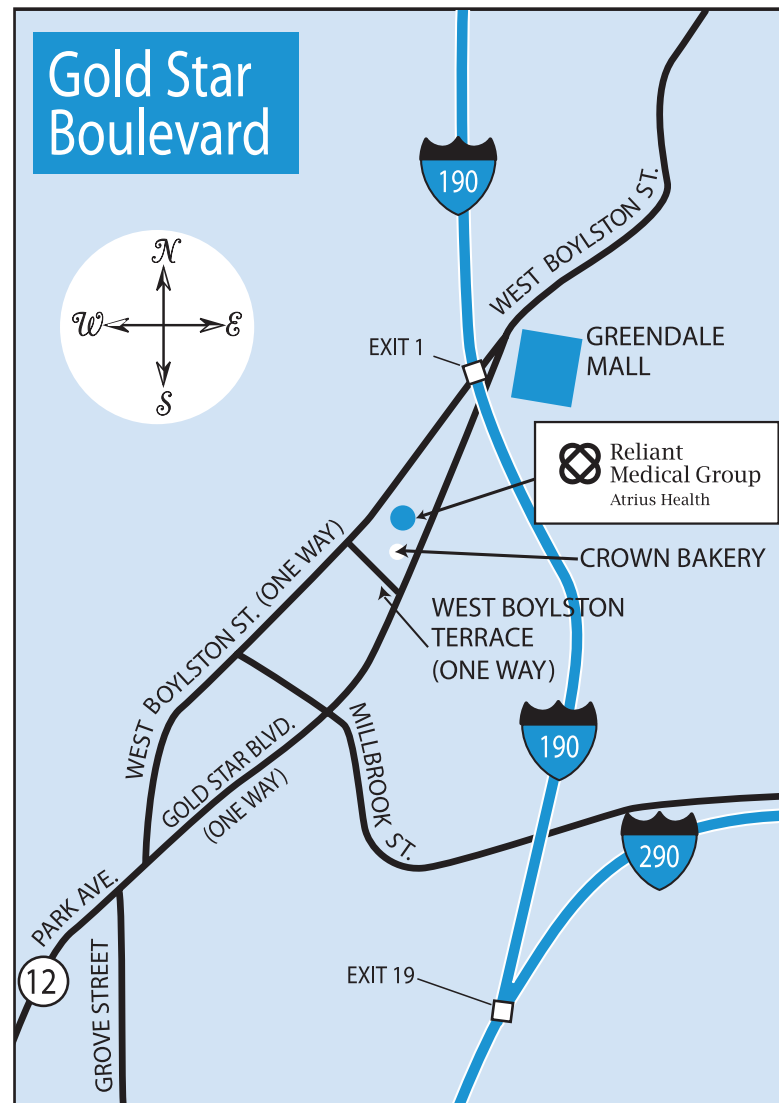 Gold Star
Boulevard
190
WEST BOYLSTON ST.
N
W
E
S
EXIT 1
GREENDALE
MALL
Reliant
Medical Group
Atrius Health
CROWN BAKERY
WEST BOYLSTON
TERRACE
(ONE WAY)
WEST BOYLSTON ST. (ONE WAY)
GOLD STAR BLVD.
(ONE WAY)
MILLBROOK ST.
190
290
PARK AVE.
12
GROVE STREET
EXIT 19